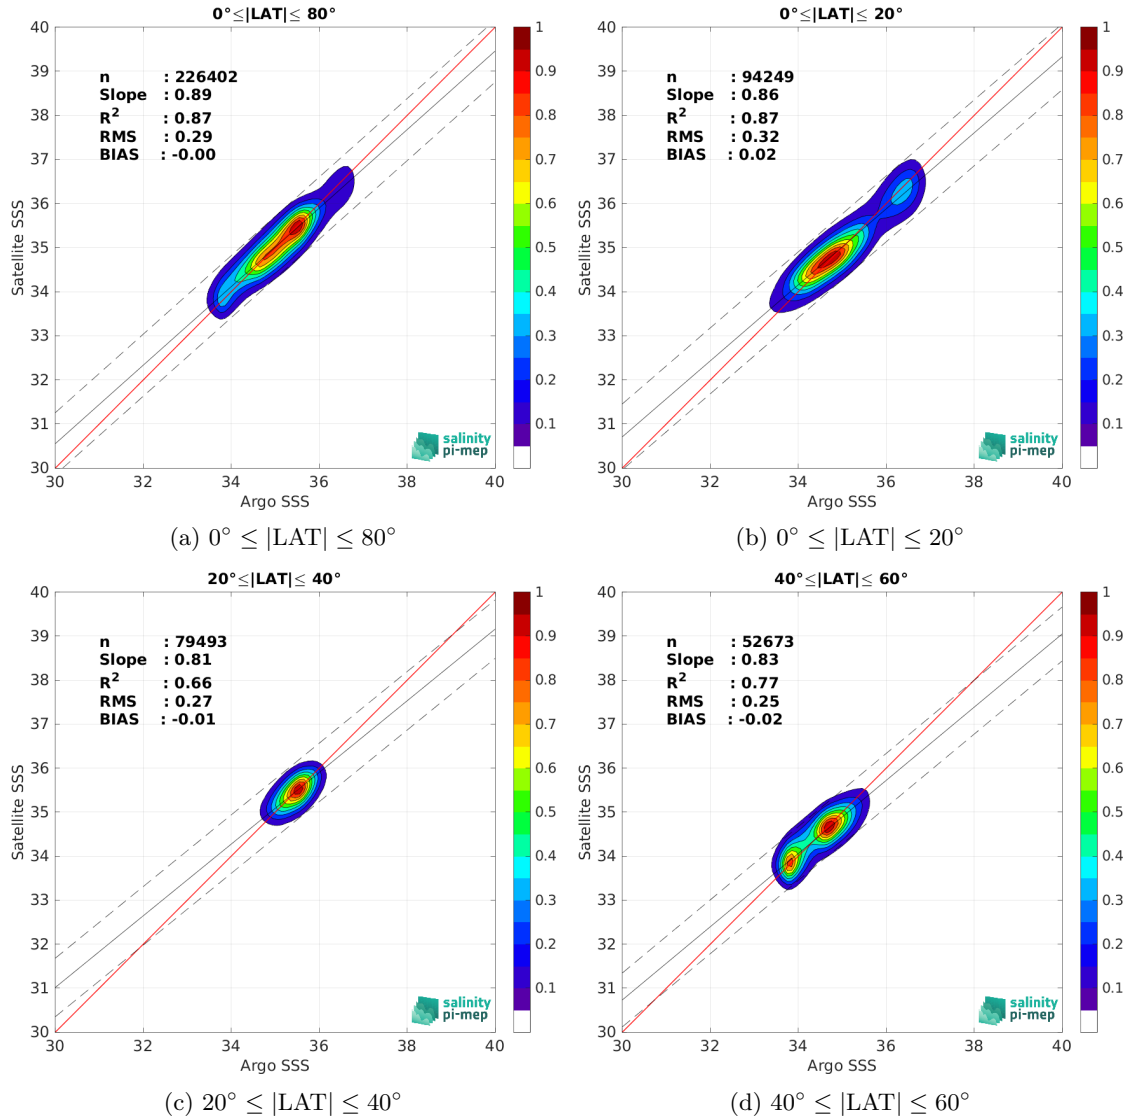 0°≤|LAT|≤ 80°
n : 226402
Slope : 0.89
R² : 0.87
RMS : 0.29
BIAS : -0.00
40
39
38
37
36
35
34
33
32
31
30
Satellite SSS
30 32 34 36 38 40
Argo SSS
salinity
pi-mep
1
0.9
0.8
0.7
0.6
0.5
0.4
0.3
0.2
0.1
(a) 0° ≤ |LAT| ≤ 80°
0°≤|LAT|≤ 20°
n : 94249
Slope : 0.86
R² : 0.87
RMS : 0.32
BIAS : 0.02
40
39
38
37
36
35
34
33
32
31
30
Satellite SSS
30 32 34 36 38 40
Argo SSS
salinity
pi-mep
1
0.9
0.8
0.7
0.6
0.5
0.4
0.3
0.2
0.1
(b) 0° ≤ |LAT| ≤ 20°
20°≤|LAT|≤ 40°
n : 79493
Slope : 0.81
R² : 0.66
RMS : 0.27
BIAS : -0.01
40
39
38
37
36
35
34
33
32
31
30
Satellite SSS
30 32 34 36 38 40
Argo SSS
salinity
pi-mep
1
0.9
0.8
0.7
0.6
0.5
0.4
0.3
0.2
0.1
(c) 20° ≤ |LAT| ≤ 40°
40°≤|LAT|≤ 60°
n : 52673
Slope : 0.83
R² : 0.77
RMS : 0.25
BIAS : -0.02
40
39
38
37
36
35
34
33
32
31
30
Satellite SSS
30 32 34 36 38 40
Argo SSS
salinity
pi-mep
1
0.9
0.8
0.7
0.6
0.5
0.4
0.3
0.2
0.1
(d) 40° ≤ |LAT| ≤ 60°